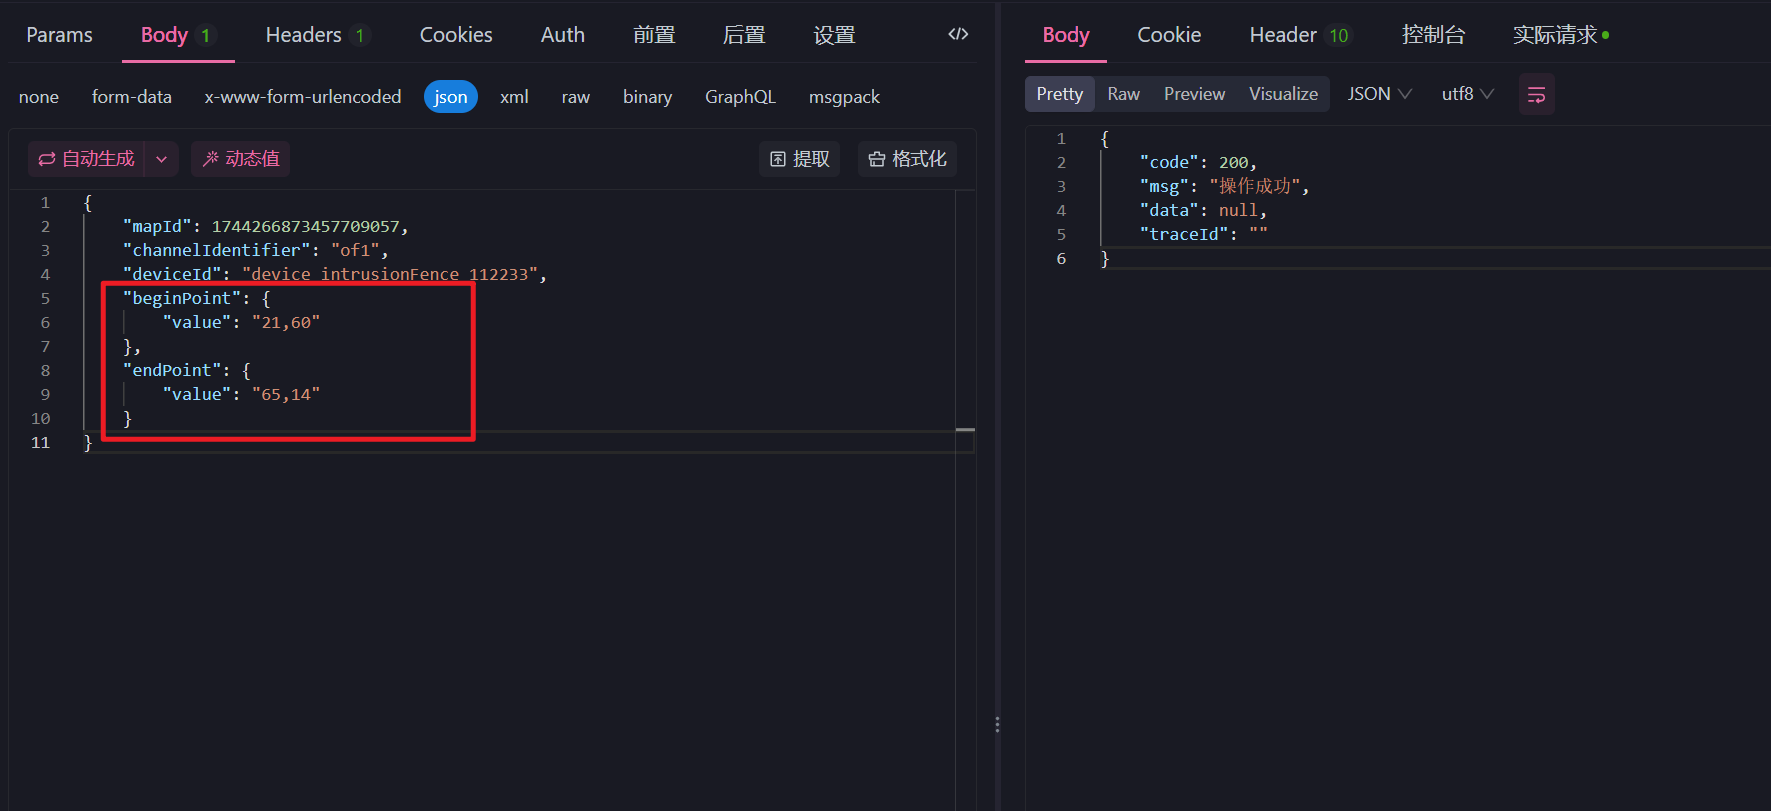 Params Body 1 Headers 1 Cookies Auth 前置 后置 设置 </>
none form-data x-www-form-urlencoded json xml raw binary GraphQL msgpack
自动生成 动态值 提取 格式化
1 {
2 "mapId": 1744266873457709057,
3 "channelIdentifier": "of1",
4 "deviceId": "device_intrusionFence_112233",
5 "beginPoint": {
6 "value": "21,60"
7 },
8 "endPoint": {
9 "value": "65,14"
10 }
11 }
Body Cookie Header 10 控制台 实际请求
Pretty Raw Preview Visualize JSON utf8
1 {
2 "code": 200,
3 "msg": "操作成功",
4 "data": null,
5 "traceId": ""
6 }